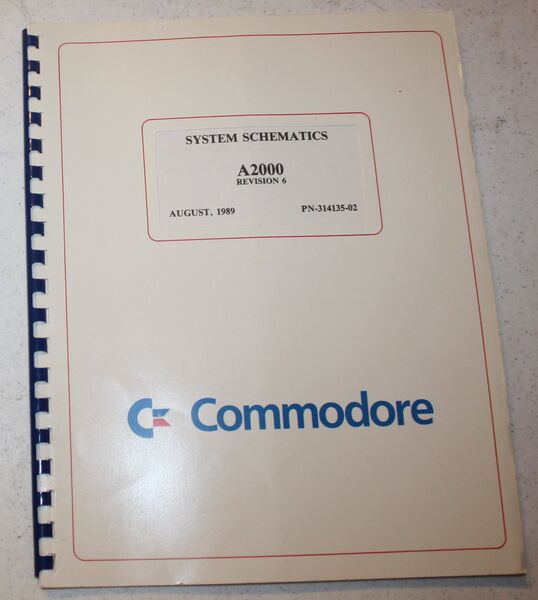 SYSTEM SCHEMATICS
A2000
REVISION 6
AUGUST, 1989 PN-314135-02
Commodore